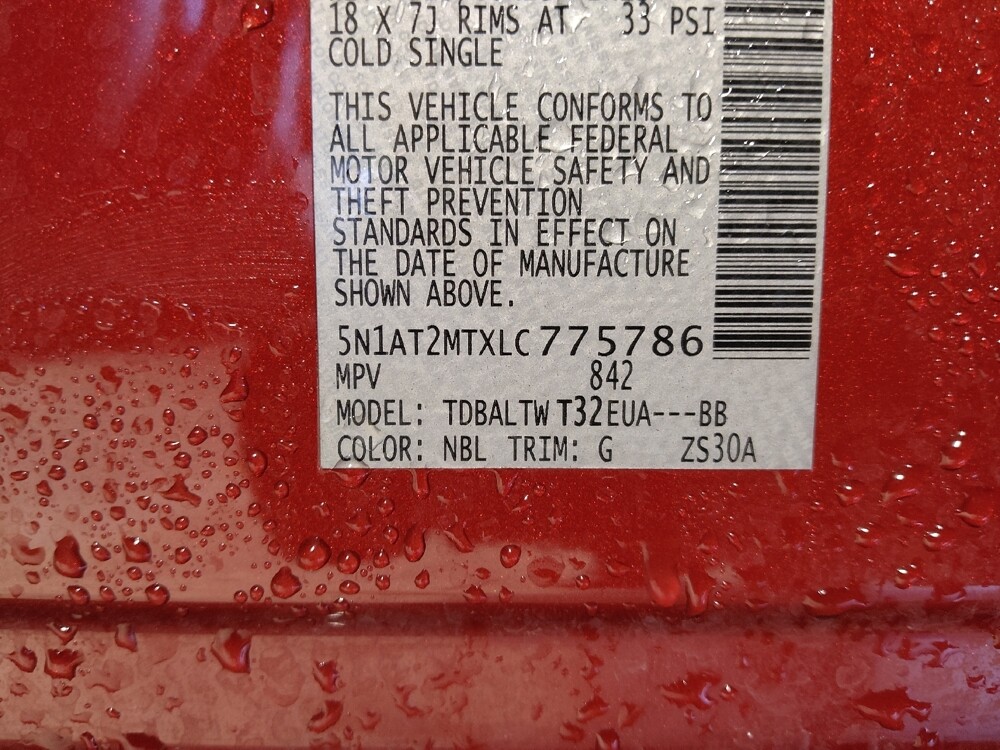 18 X 7J RIMS AT 33 PSI
COLD SINGLE
THIS VEHICLE CONFORMS TO
ALL APPLICABLE FEDERAL
MOTOR VEHICLE SAFETY AND
THEFT PREVENTION
STANDARDS IN EFFECT ON
THE DATE OF MANUFACTURE
SHOWN ABOVE.
5N1AT2MTXLC775786
MPV 842
MODEL: TDBALTWT32EUA---BB
COLOR: NBL TRIM: G ZS30A